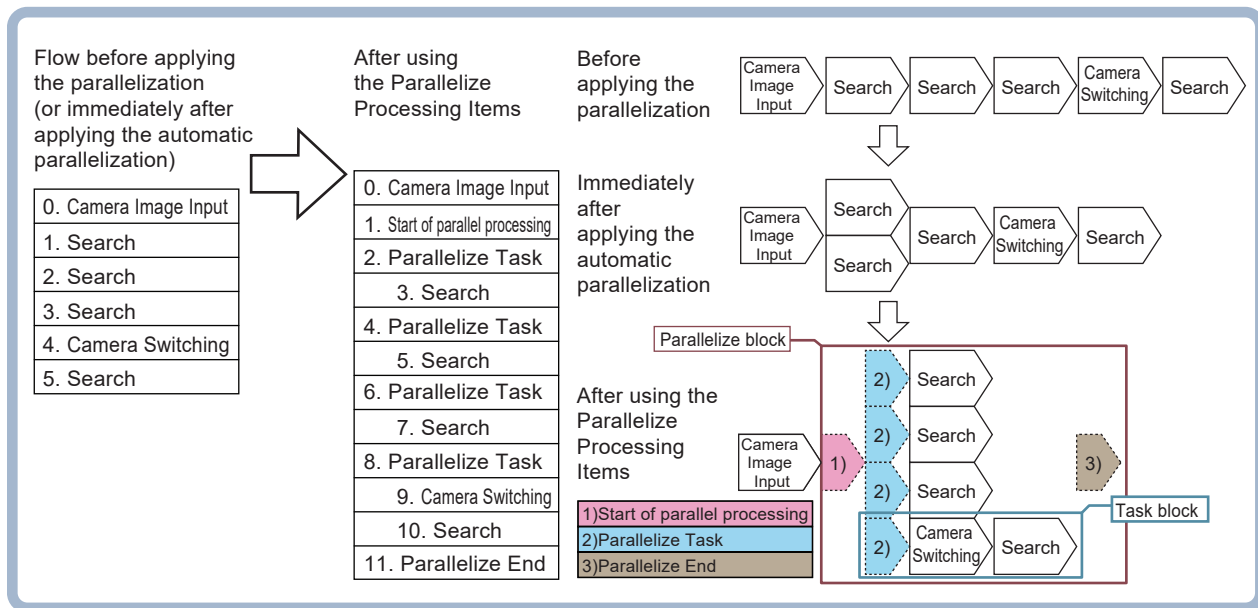 Flow before applying
the parallelization
(or immediately after
applying the automatic
parallelization)
0. Camera Image Input
1. Search
2. Search
3. Search
4. Camera Switching
5. Search
After using
the Parallelize
Processing Items
0. Camera Image Input
1. Start of parallel processing
2. Parallelize Task
3. Search
4. Parallelize Task
5. Search
6. Parallelize Task
7. Search
8. Parallelize Task
9. Camera Switching
10. Search
11. Parallelize End
Before
applying the
parallelization
Camera
Image
Input
Search
Search
Search
Camera
Switching
Search
Immediately
after
applying the
automatic
parallelization
Camera
Image
Input
Search
Search
Search
Camera
Switching
Search
Parallelize block
After using the
Parallelize
Processing
Items
Camera
Image
Input
1)
2)
Search
2)
Search
2)
Search
2)
Camera
Switching
Search
3)
Task block
1)Start of parallel processing
2)Parallelize Task
3)Parallelize End